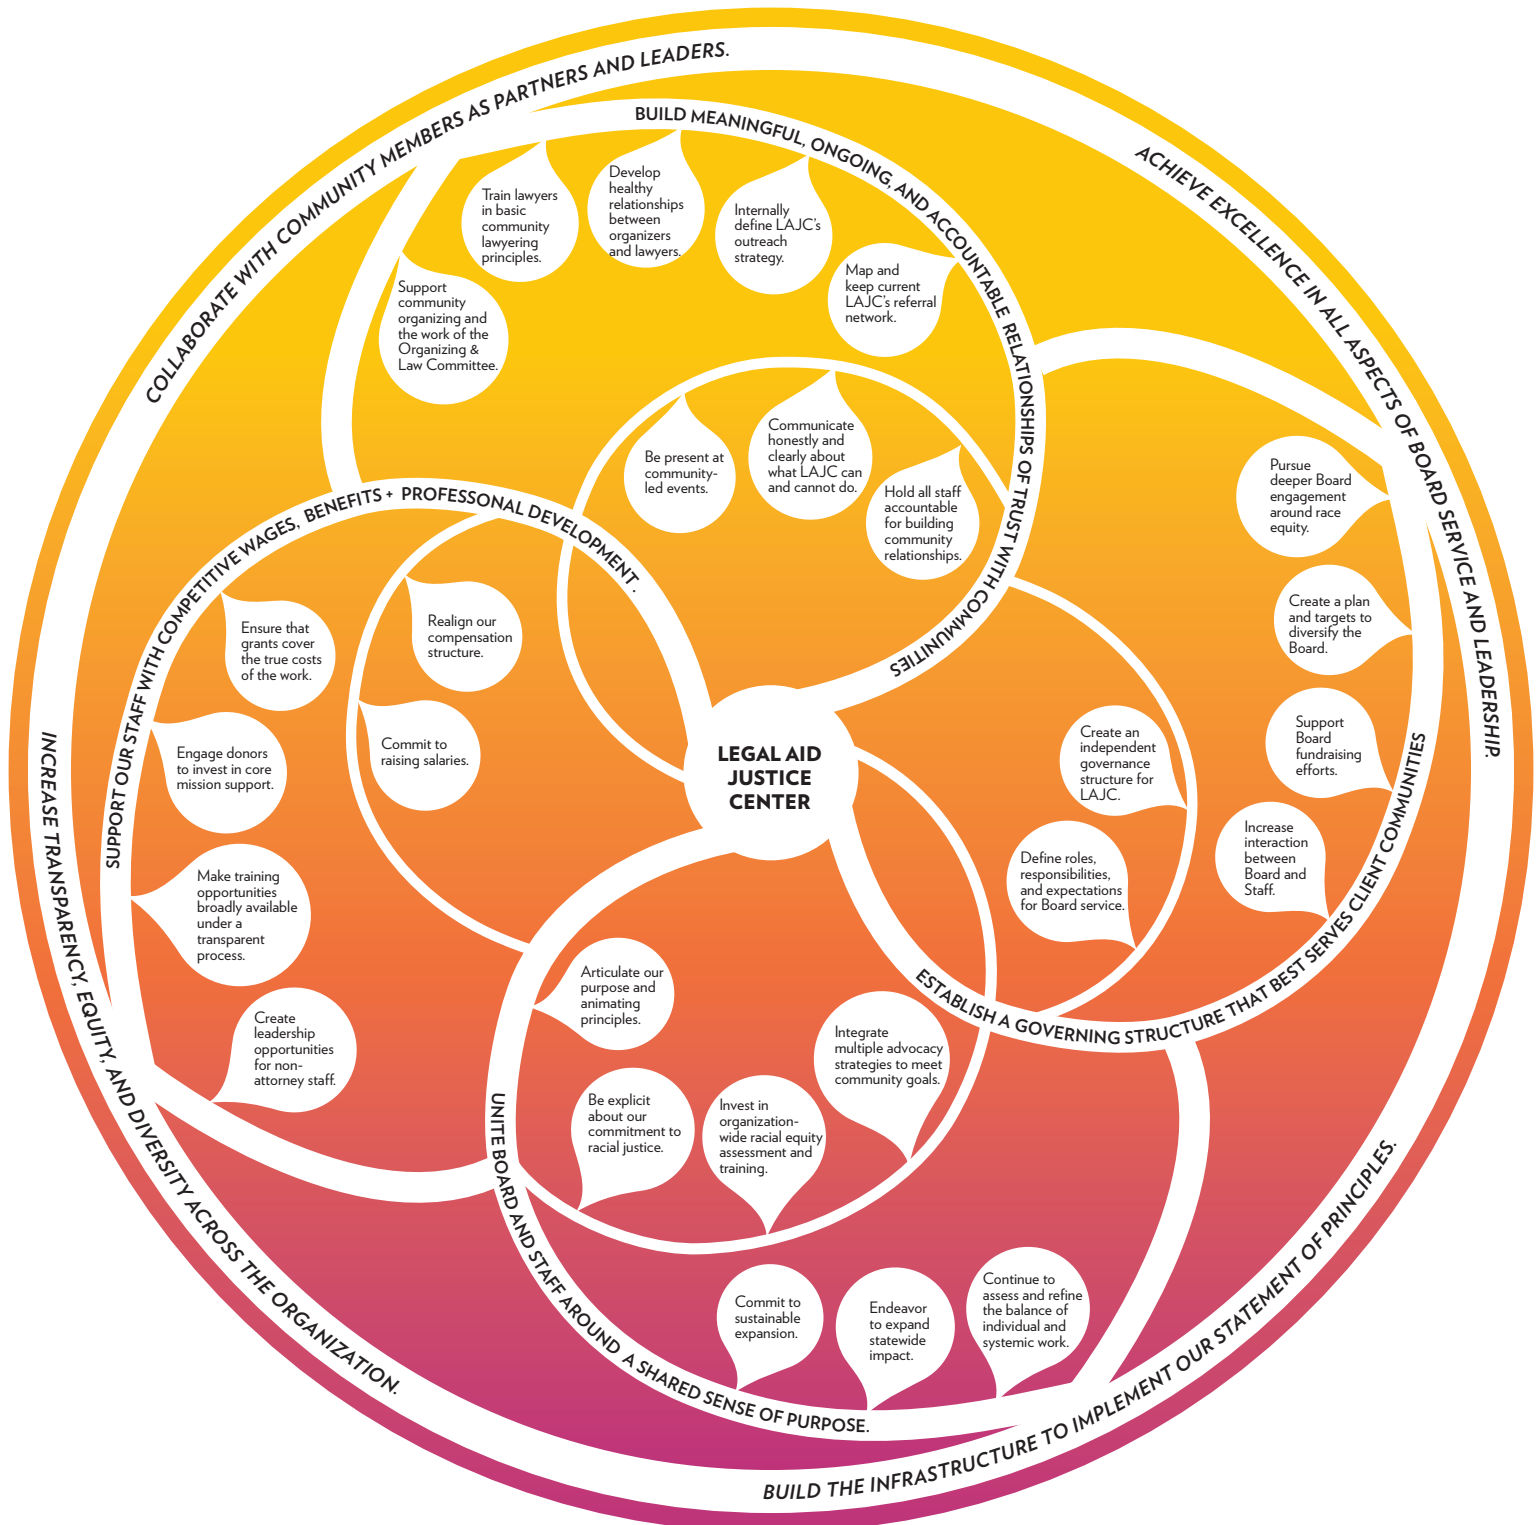 COLLABORATE WITH COMMUNITY MEMBERS AS PARTNERS AND LEADERS.
BUILD MEANINGFUL, ONGOING, AND ACCOUNTABLE RELATIONSHIPS OF TRUST WITH COMMUNITIES
Support
community
organizing and
the work of the
Organizing &
Law Committee.
Train lawyers
in basic
community
lawyering
principles.
Develop
healthy
relationships
between
organizers
and lawyers.
Internally
define LAJC's
outreach
strategy.
Map and
keep current
LAJC's referral
network.
Be present at
community-
led events.
Communicate
honestly and
clearly about
what LAJC can
and cannot do.
Hold all staff
accountable
for building
community
relationships.
ACHIEVE EXCELLENCE IN ALL ASPECTS OF BOARD SERVICE AND LEADERSHIP.
ESTABLISH A GOVERNING STRUCTURE THAT BEST SERVES CLIENT COMMUNITIES
Pursue
deeper Board
engagement
around race
equity.
Create a plan
and targets to
diversify the
Board.
Support
Board
fundraising
efforts.
Increase
interaction
between
Board and
Staff.
Create an
independent
governance
structure for
LAJC.
Define roles,
responsibilities,
and expectations
for Board service.
LEGAL AID
JUSTICE
CENTER
INCREASE TRANSPARENCY, EQUITY, AND DIVERSITY ACROSS THE ORGANIZATION.
SUPPORT OUR STAFF WITH COMPETITIVE WAGES, BENEFITS + PROFESSONAL DEVELOPMENT.
Ensure that
grants cover
the true costs
of the work.
Realign our
compensation
structure.
Engage donors
to invest in core
mission support.
Commit to
raising salaries.
Make training
opportunities
broadly available
under a
transparent
process.
Create
leadership
opportunities
for non-
attorney staff.
BUILD THE INFRASTRUCTURE TO IMPLEMENT OUR STATEMENT OF PRINCIPLES.
UNITE BOARD AND STAFF AROUND A SHARED SENSE OF PURPOSE.
Articulate our
purpose and
animating
principles.
Be explicit
about our
commitment to
racial justice.
Invest in
organization-
wide racial equity
assessment and
training.
Integrate
multiple advocacy
strategies to meet
community goals.
Commit to
sustainable
expansion.
Endeavor
to expand
statewide
impact.
Continue to
assess and refine
the balance of
individual and
systemic work.